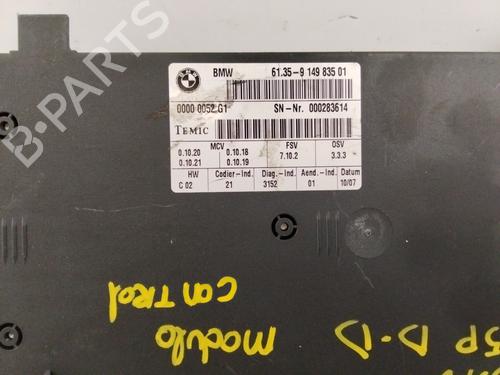 BMW 61.35-9 149 835 01
0000 0052 G1 SN-Nr. 000283614
TEMIC
MCV FSV OSV
0.10.20 0.10.18 7.10.2 3.3.3
0.10.21 0.10.19
HW Codier-Ind. Diag.-Ind. Aend.-Ind. Datum
C 02 21 3152 01 10/07
control
modulo
5P D-D